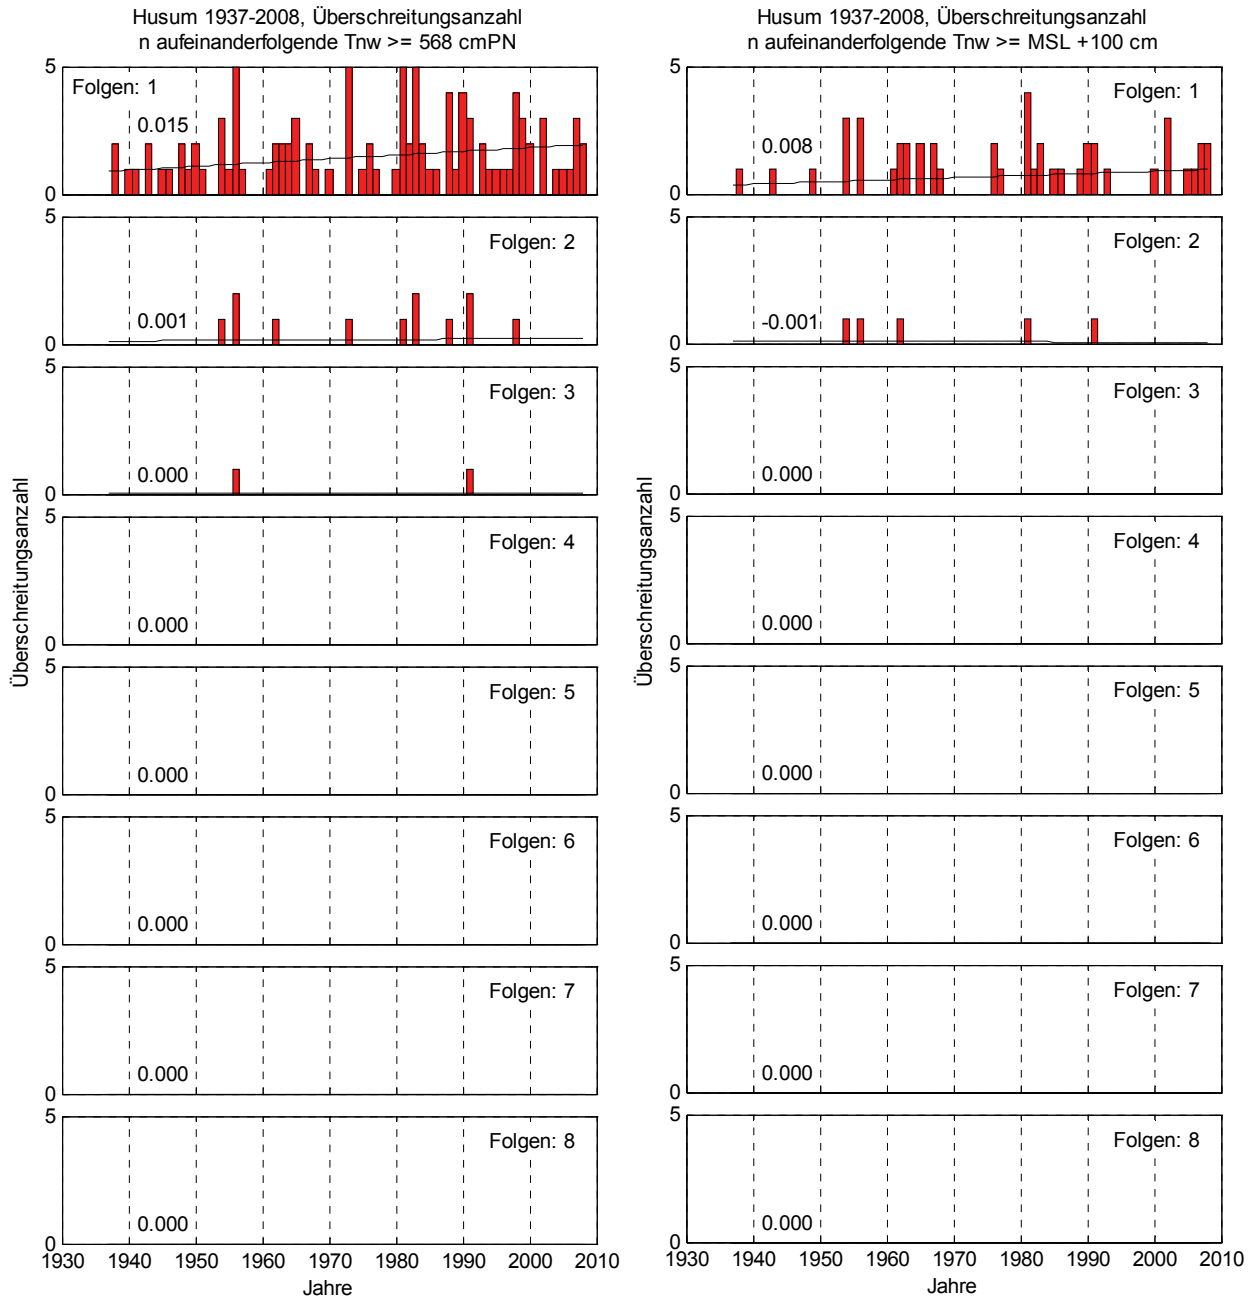 Husum 1937-2008, Überschreitungsanzahl
n aufeinanderfolgende Tnw >= 568 cmPN
5
Folgen: 1
0.015
0
5
Folgen: 2
0.001
0
5
Folgen: 3
0.000
0
5
Folgen: 4
0.000
0
5
Folgen: 5
0.000
0
5
Folgen: 6
0.000
0
5
Folgen: 7
0.000
0
5
Folgen: 8
0.000
0
1930 1940 1950 1960 1970 1980 1990 2000 2010
Jahre
Überschreitungsanzahl
Husum 1937-2008, Überschreitungsanzahl
n aufeinanderfolgende Tnw >= MSL +100 cm
5
Folgen: 1
0.008
0
5
Folgen: 2
-0.001
0
5
Folgen: 3
0.000
0
5
Folgen: 4
0.000
0
5
Folgen: 5
0.000
0
5
Folgen: 6
0.000
0
5
Folgen: 7
0.000
0
5
Folgen: 8
0.000
0
1930 1940 1950 1960 1970 1980 1990 2000 2010
Jahre
Überschreitungsanzahl